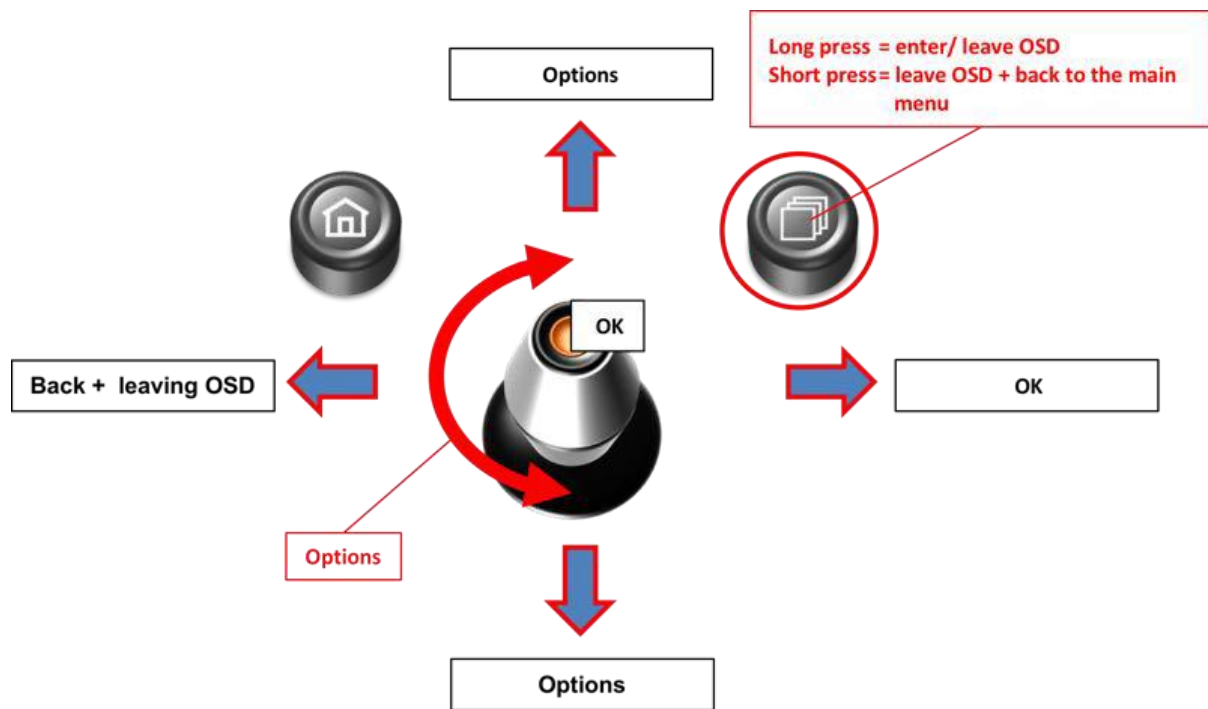 Options
Long press = enter/ leave OSD
Short press= leave OSD + back to the main
menu
OK
Back +  leaving OSD
OK
Options
Options